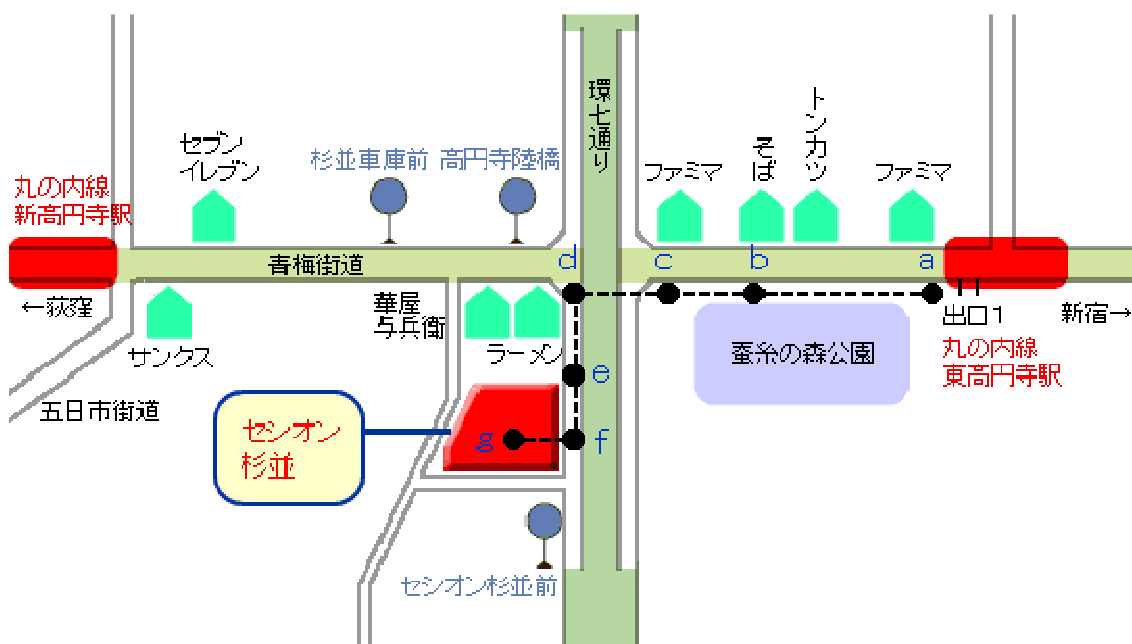 環七通り
トンカツ
そば
セブン
イレブン
杉並車庫前
高円寺陸橋
ファミマ
ファミマ
丸の内線
新高円寺駅
青梅街道
d
c
b
a
←荻窪
華屋
与兵衛
出口1
新宿→
サンクス
ラーメン
蚕糸の森公園
丸の内線
東高円寺駅
e
五日市街道
セシオン
杉並
g
f
セシオン杉並前